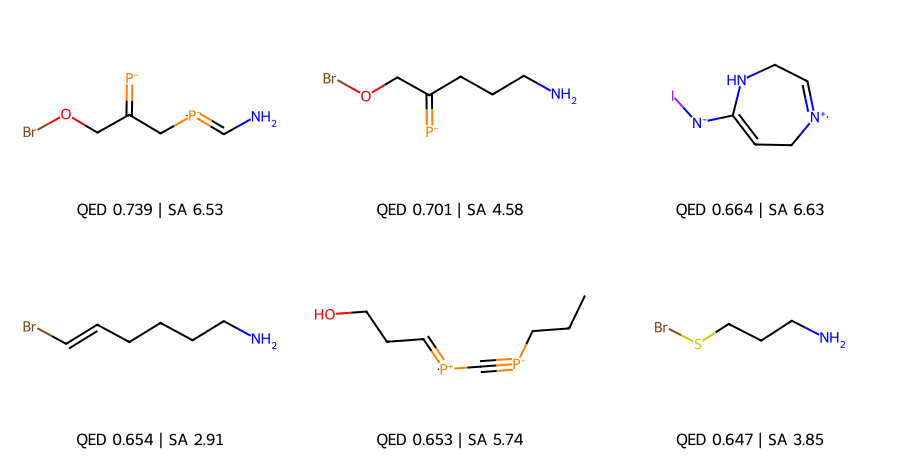 P⁻
Br O P⁻ NH₂
QED 0.739 | SA 6.53
Br O P⁻ NH₂
QED 0.701 | SA 4.58
HN I N⁻ N⁺·
QED 0.664 | SA 6.63
Br NH₂
QED 0.654 | SA 2.91
HO ·P⁺ P⁻
QED 0.653 | SA 5.74
Br S NH₂
QED 0.647 | SA 3.85